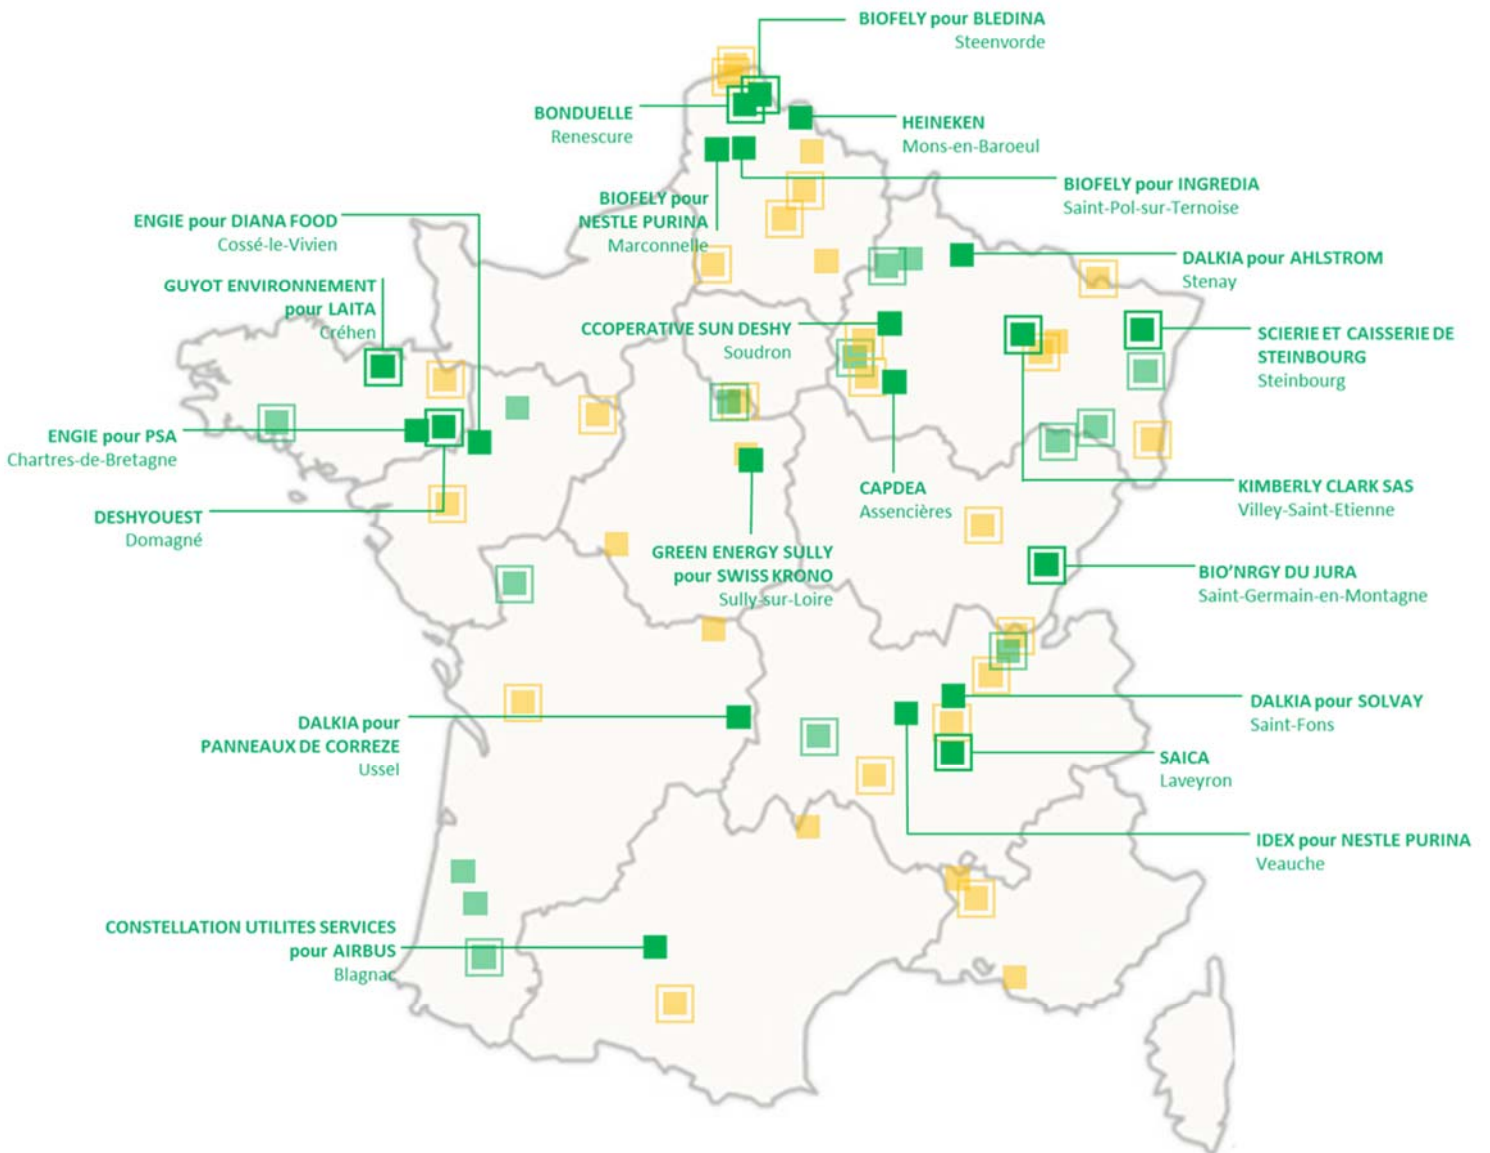 BIOFELY pour BLEDINA
Steenvorde
BONDUELLE
Renescure
HEINEKEN
Mons-en-Baroeul
BIOFELY pour INGREDIA
Saint-Pol-sur-Ternoise
BIOFELY pour
NESTLE PURINA
Marconnelle
ENGIE pour DIANA FOOD
Cossé-le-Vivien
GUYOT ENVIRONNEMENT
pour LAITA
Créhen
DALKIA pour AHLSTROM
Stenay
CCOPERATIVE SUN DESHY
Soudron
SCIERIE ET CAISSERIE DE
STEINBOURG
Steinbourg
ENGIE pour PSA
Chartres-de-Bretagne
CAPDEA
Assencières
KIMBERLY CLARK SAS
Villey-Saint-Etienne
DESHYOUEST
Domagné
GREEN ENERGY SULLY
pour SWISS KRONO
Sully-sur-Loire
BIO'NRGY DU JURA
Saint-Germain-en-Montagne
DALKIA pour
PANNEAUX DE CORREZE
Ussel
DALKIA pour SOLVAY
Saint-Fons
SAICA
Laveyron
IDEX pour NESTLE PURINA
Veauche
CONSTELLATION UTILITES SERVICES
pour AIRBUS
Blagnac